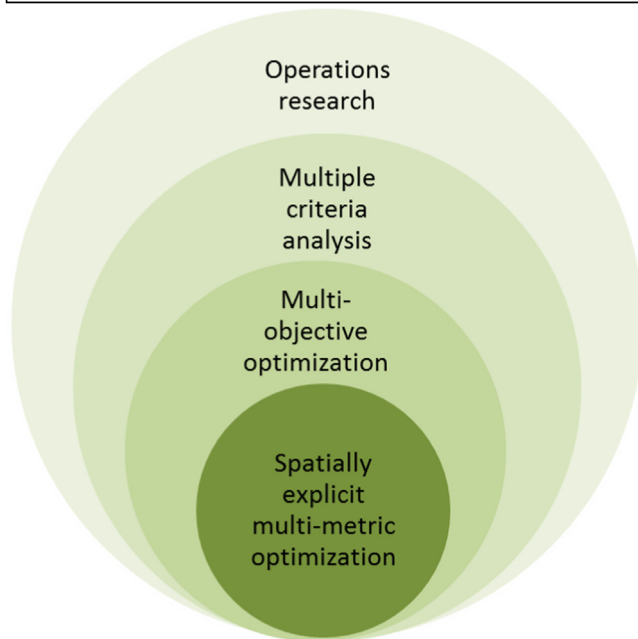 Operations
research
Multiple
criteria
analysis
Multi-
objective
optimization
Spatially
explicit
multi-metric
optimization